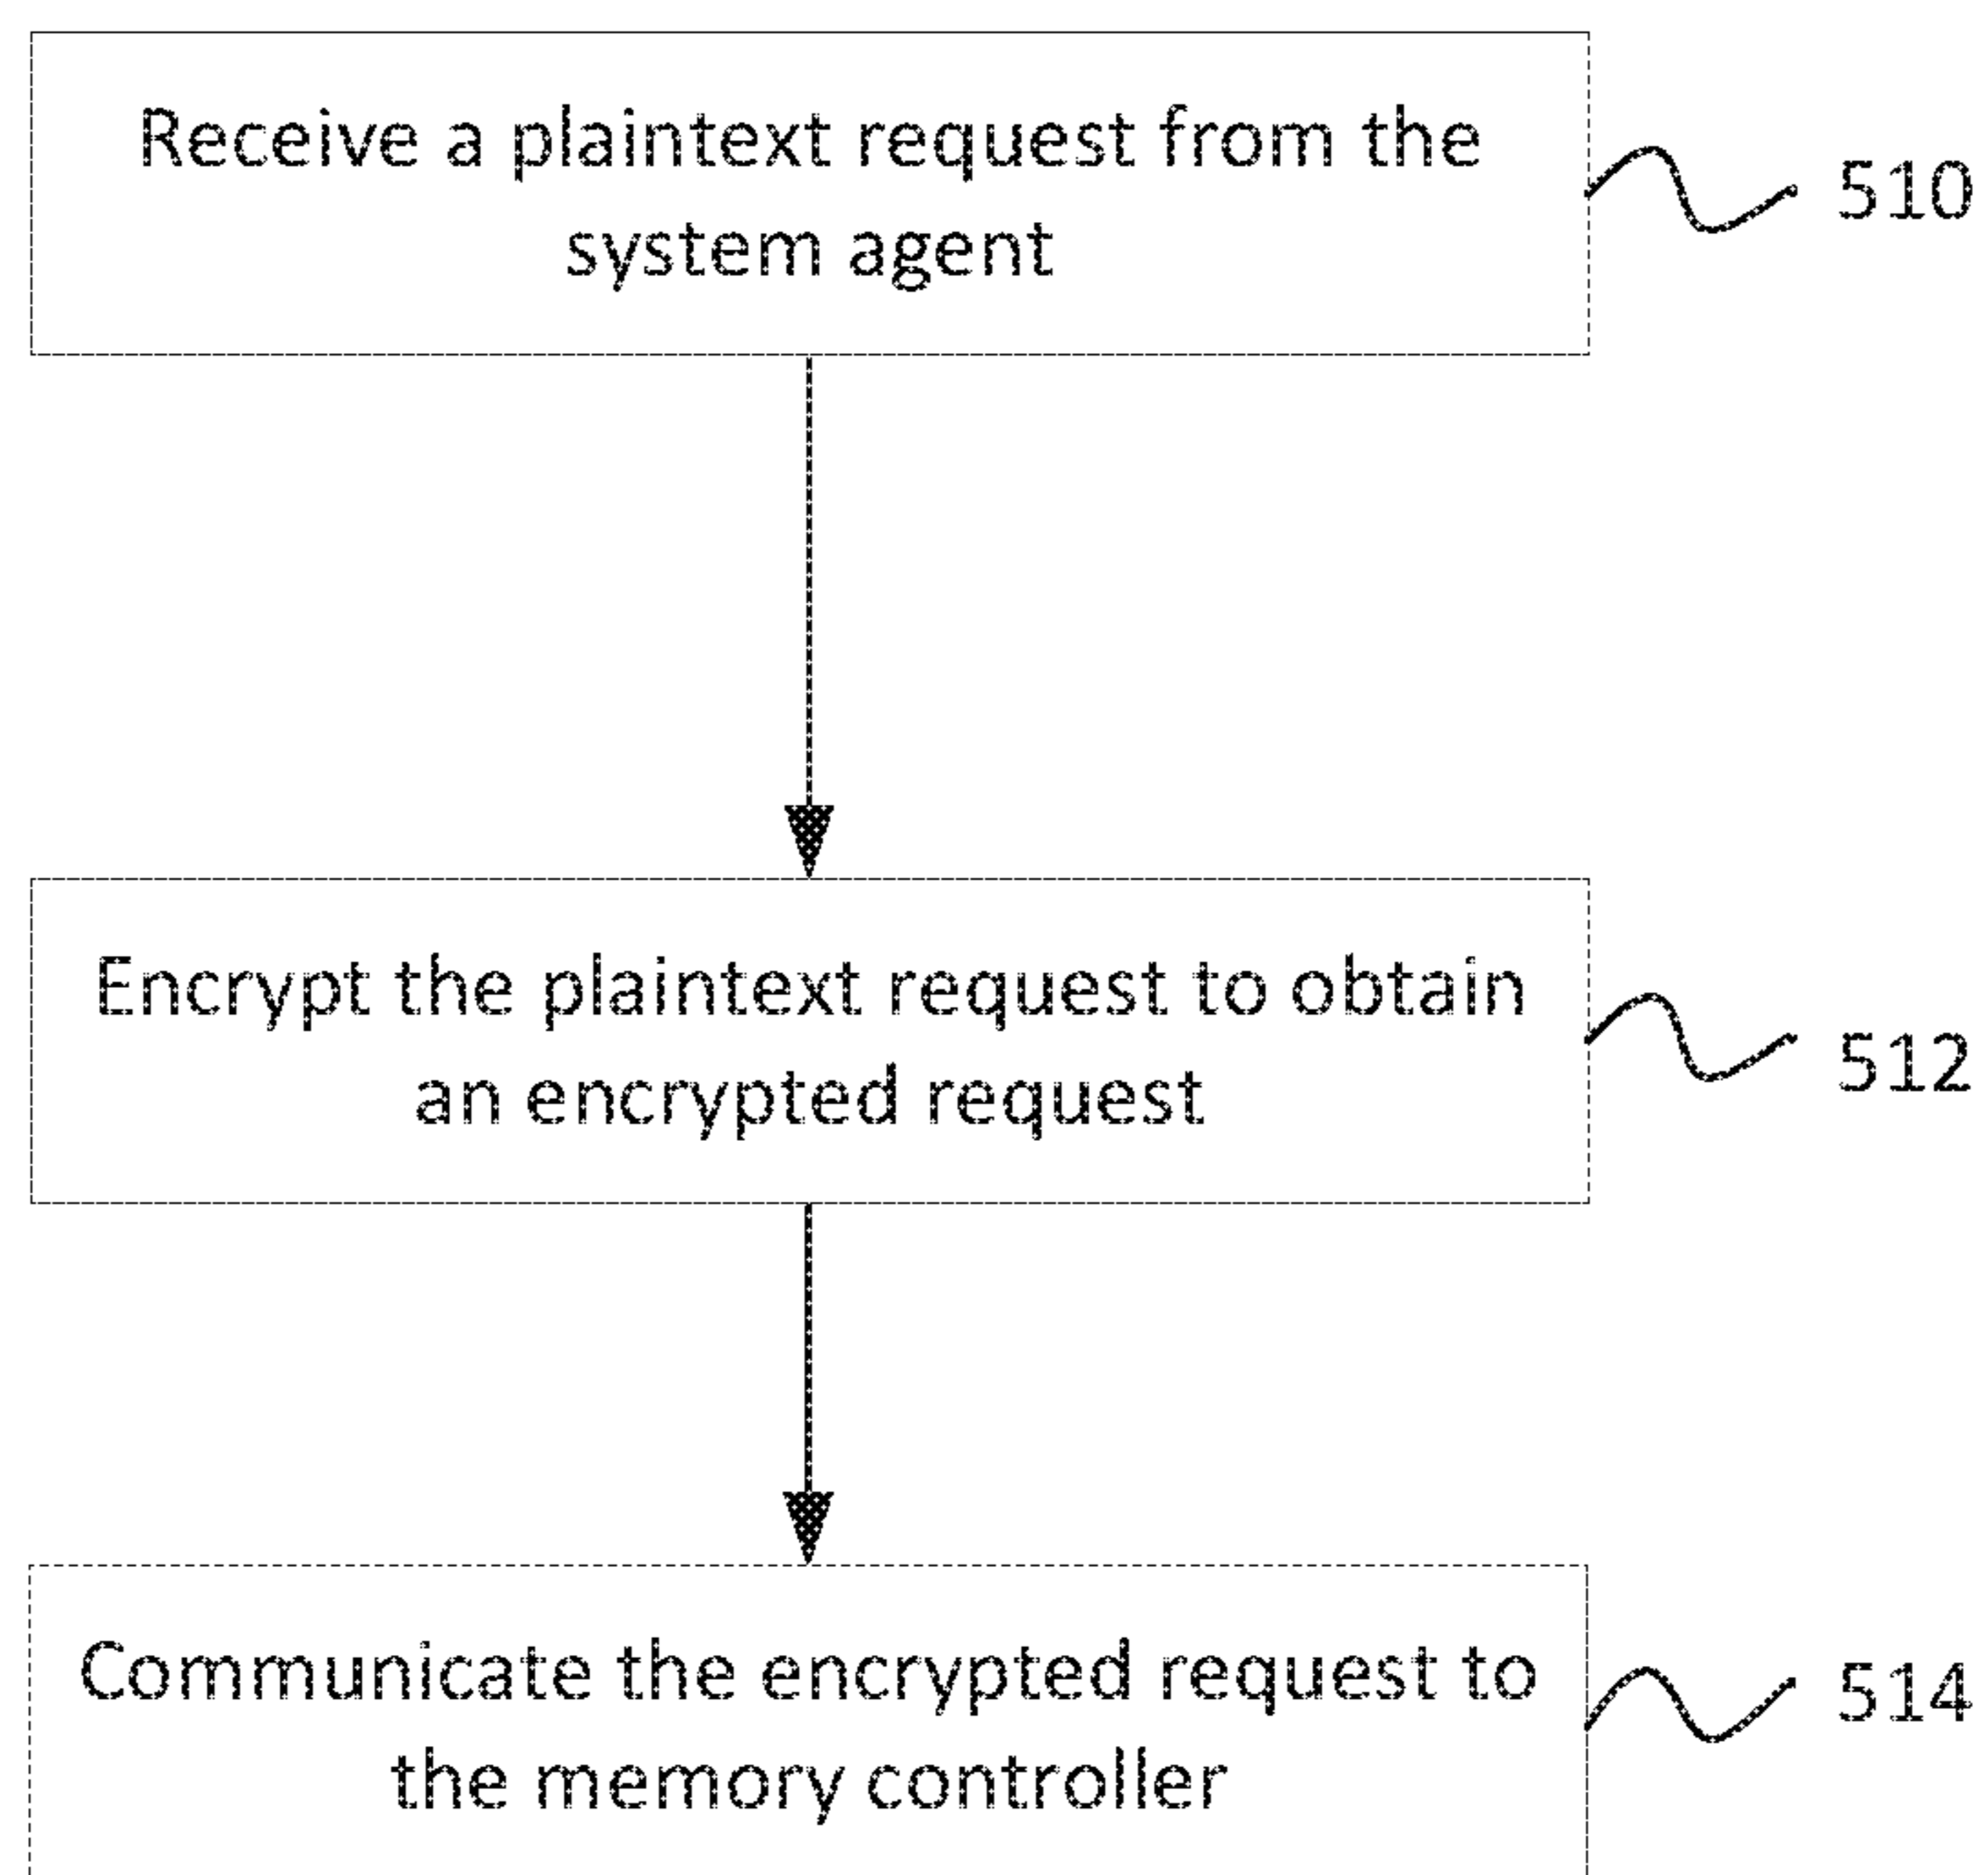 Receive a plaintext request from the
system agent
510
Encrypt the plaintext request to obtain
an encrypted request
512
Communicate the encrypted request to
the memory controller
514